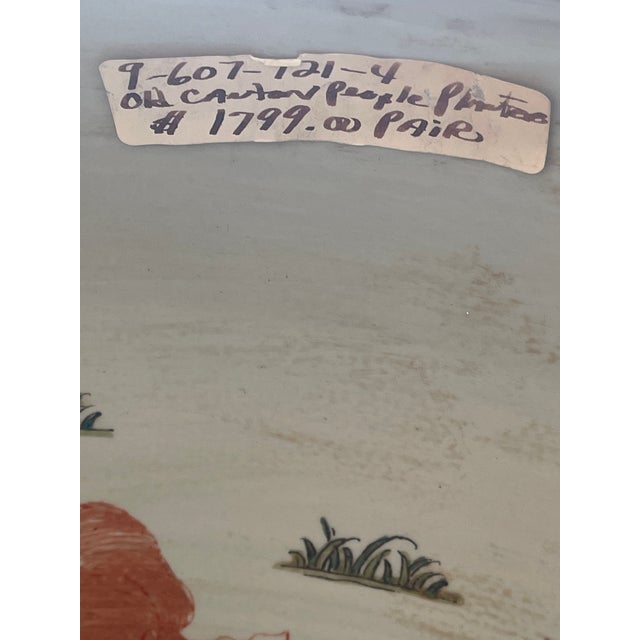 9-607-121-4
Old Canton People Planter
# 1799.00 PAIR